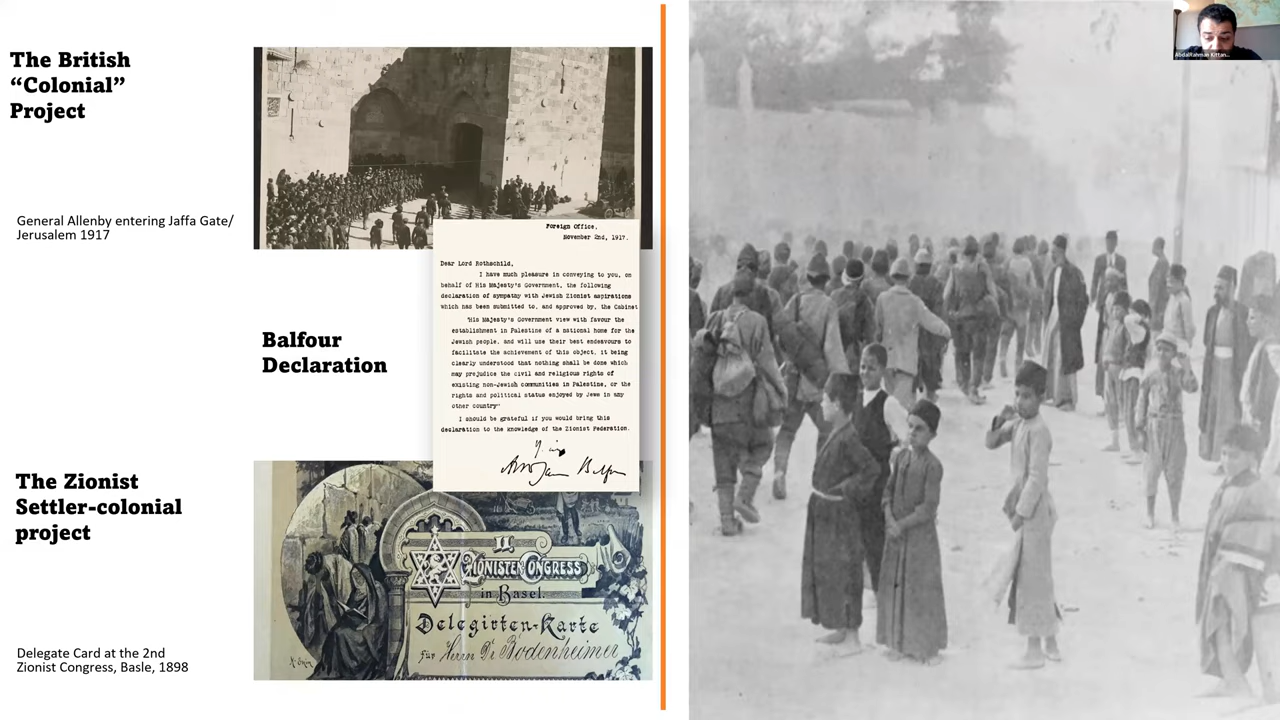 The British
“Colonial”
Project
General Allenby entering Jaffa Gate/
Jerusalem 1917
Foreign Office,
November 2nd, 1917.
Dear Lord Rothschild,
I have much pleasure in conveying to you, on
behalf of His Majesty's Government, the following
declaration of sympathy with Jewish Zionist aspirations
which has been submitted to, and approved by, the Cabinet
"His Majesty's Government view with favour the
establishment in Palestine of a national home for the
Jewish people, and will use their best endeavours to
facilitate the achievement of this object, it being
clearly understood that nothing shall be done which
may prejudice the civil and religious rights of
existing non-Jewish communities in Palestine, or the
rights and political status enjoyed by Jews in any
other country"
I should be grateful if you would bring this
declaration to the knowledge of the Zionist Federation.
Balfour
Declaration
The Zionist
Settler-colonial
project
II
Zionisten-Congress
in Basel.
Delegirten-Karte
für Herrn Dr Bodenheimer
Delegate Card at the 2nd
Zionist Congress, Basle, 1898
AbdalRahman Kittan...